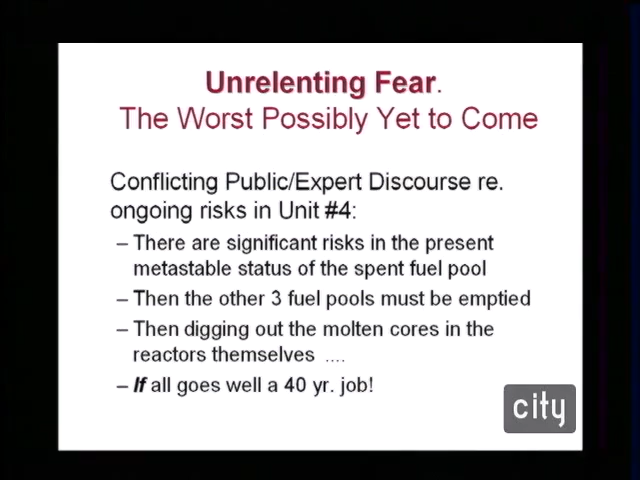 Unrelenting Fear.
The Worst Possibly Yet to Come
Conflicting Public/Expert Discourse re.
ongoing risks in Unit #4:
– There are significant risks in the present
metastable status of the spent fuel pool
– Then the other 3 fuel pools must be emptied
– Then digging out the molten cores in the
reactors themselves ....
– If all goes well a 40 yr. job!
city